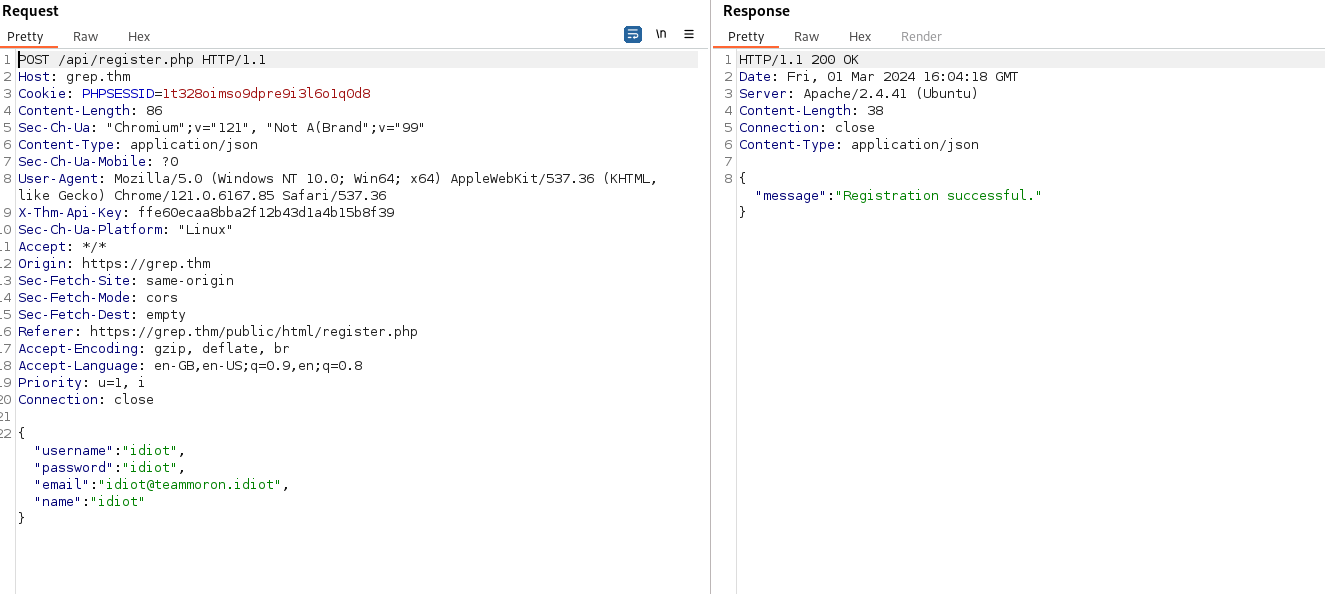 Request
Pretty Raw Hex
\n
1 POST /api/register.php HTTP/1.1
2 Host: grep.thm
3 Cookie: PHPSESSID=1t328oimso9dpre9i3l6o1q0d8
4 Content-Length: 86
5 Sec-Ch-Ua: "Chromium";v="121", "Not A(Brand";v="99"
6 Content-Type: application/json
7 Sec-Ch-Ua-Mobile: ?0
8 User-Agent: Mozilla/5.0 (Windows NT 10.0; Win64; x64) AppleWebKit/537.36 (KHTML,
like Gecko) Chrome/121.0.6167.85 Safari/537.36
9 X-Thm-Api-Key: ffe60ecaa8bba2f12b43d1a4b15b8f39
10 Sec-Ch-Ua-Platform: "Linux"
11 Accept: */*
12 Origin: https://grep.thm
13 Sec-Fetch-Site: same-origin
14 Sec-Fetch-Mode: cors
15 Sec-Fetch-Dest: empty
16 Referer: https://grep.thm/public/html/register.php
17 Accept-Encoding: gzip, deflate, br
18 Accept-Language: en-GB,en-US;q=0.9,en;q=0.8
19 Priority: u=1, i
20 Connection: close
21
22 {
"username":"idiot",
"password":"idiot",
"email":"idiot@teammoron.idiot",
"name":"idiot"
}
Response
Pretty Raw Hex Render
1 HTTP/1.1 200 OK
2 Date: Fri, 01 Mar 2024 16:04:18 GMT
3 Server: Apache/2.4.41 (Ubuntu)
4 Content-Length: 38
5 Connection: close
6 Content-Type: application/json
7
8 {
"message":"Registration successful."
}